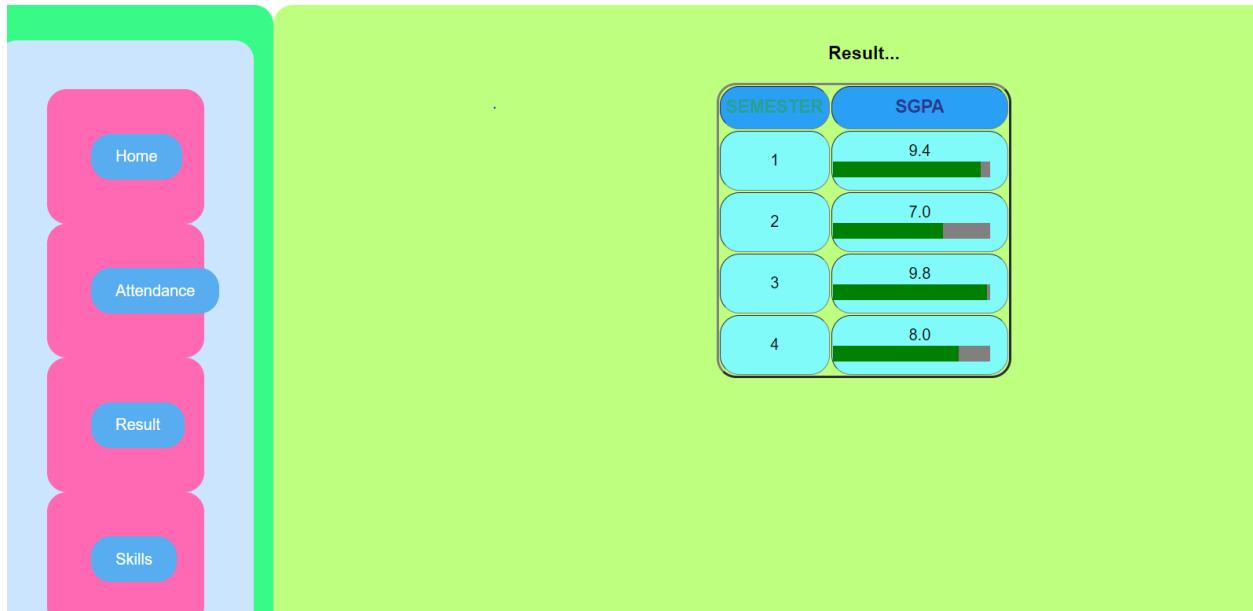 Home
Attendance
Result
Skills
Result...
SEMESTER SGPA
1 9.4
2 7.0
3 9.8
4 8.0